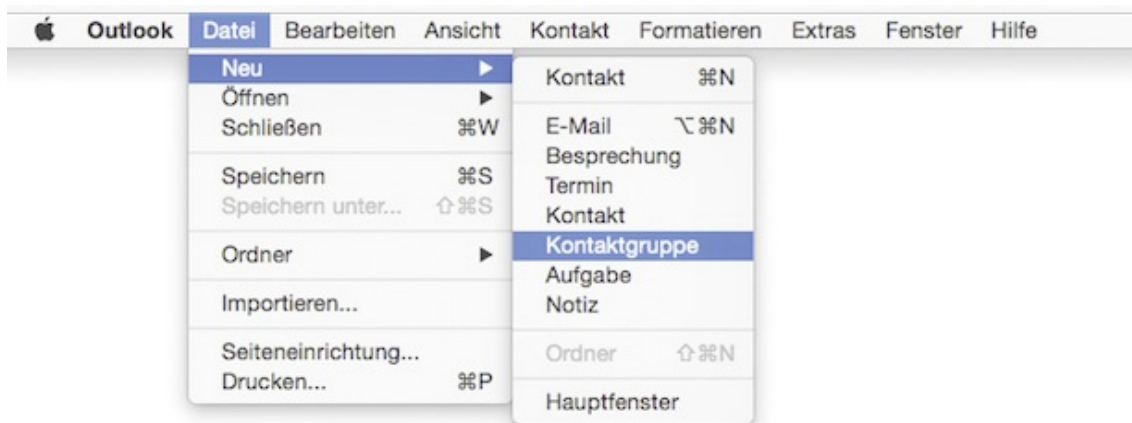 Outlook Datei Bearbeiten Ansicht Kontakt Formatieren Extras Fenster Hilfe
Neu ▶
Öffnen ▶
Schließen ⌘W
Speichern ⌘S
Speichern unter... ⇧⌘S
Ordner ▶
Importieren...
Seiteneinrichtung...
Drucken... ⌘P
Kontakt ⌘N
E-Mail ⌥⌘N
Besprechung
Termin
Kontakt
Kontaktgruppe
Aufgabe
Notiz
Ordner ⇧⌘N
Hauptfenster